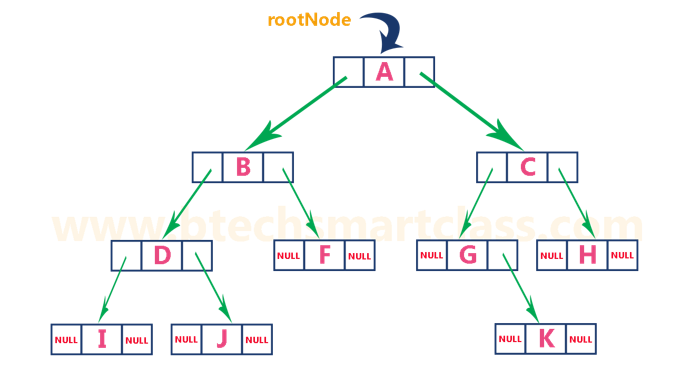 rootNode
A
B
C
www.btechsmartclass.com
D
NULL F NULL
NULL G
NULL H NULL
NULL I NULL
NULL J NULL
NULL K NULL